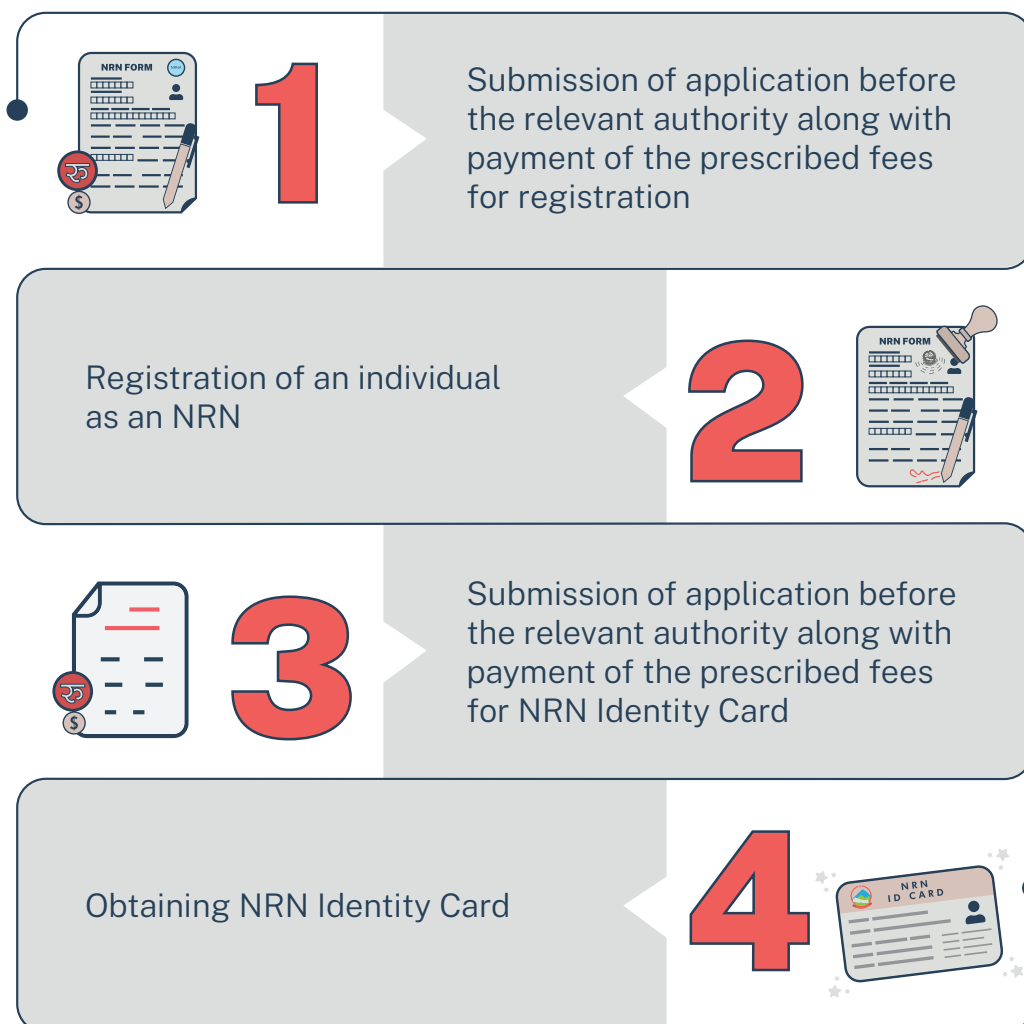 NRN FORM
रु
$
1
Submission of application before
the relevant authority along with
payment of the prescribed fees
for registration
Registration of an individual
as an NRN
2
NRN FORM
रु
$
3
Submission of application before
the relevant authority along with
payment of the prescribed fees
for NRN Identity Card
Obtaining NRN Identity Card
4
NRN
ID CARD